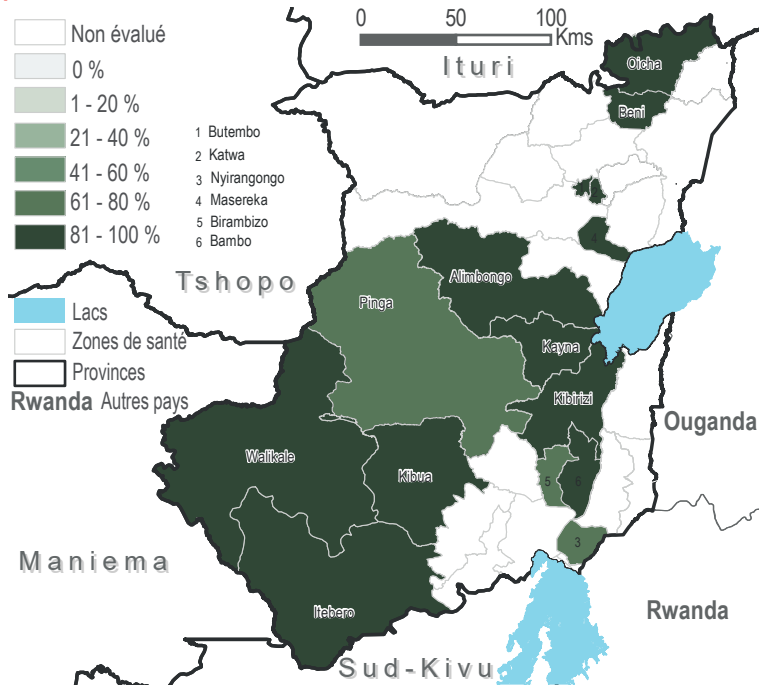 0 50 100
Kms
Non évalué
0 %
1 - 20 %
21 - 40 %
41 - 60 %
61 - 80 %
81 - 100 %
1 Butembo
2 Katwa
3 Nyirangongo
4 Masereka
5 Birambizo
6 Bambo
Ituri
Oicha
Beni
4
Tshopo
Alimbongo
Pinga
Lacs
Zones de santé
Provinces
Rwanda Autres pays
Kayna
Kibirizi
Ouganda
Walikale
Kibua
5
6
3
Maniema
Itebero
Rwanda
Sud-Kivu